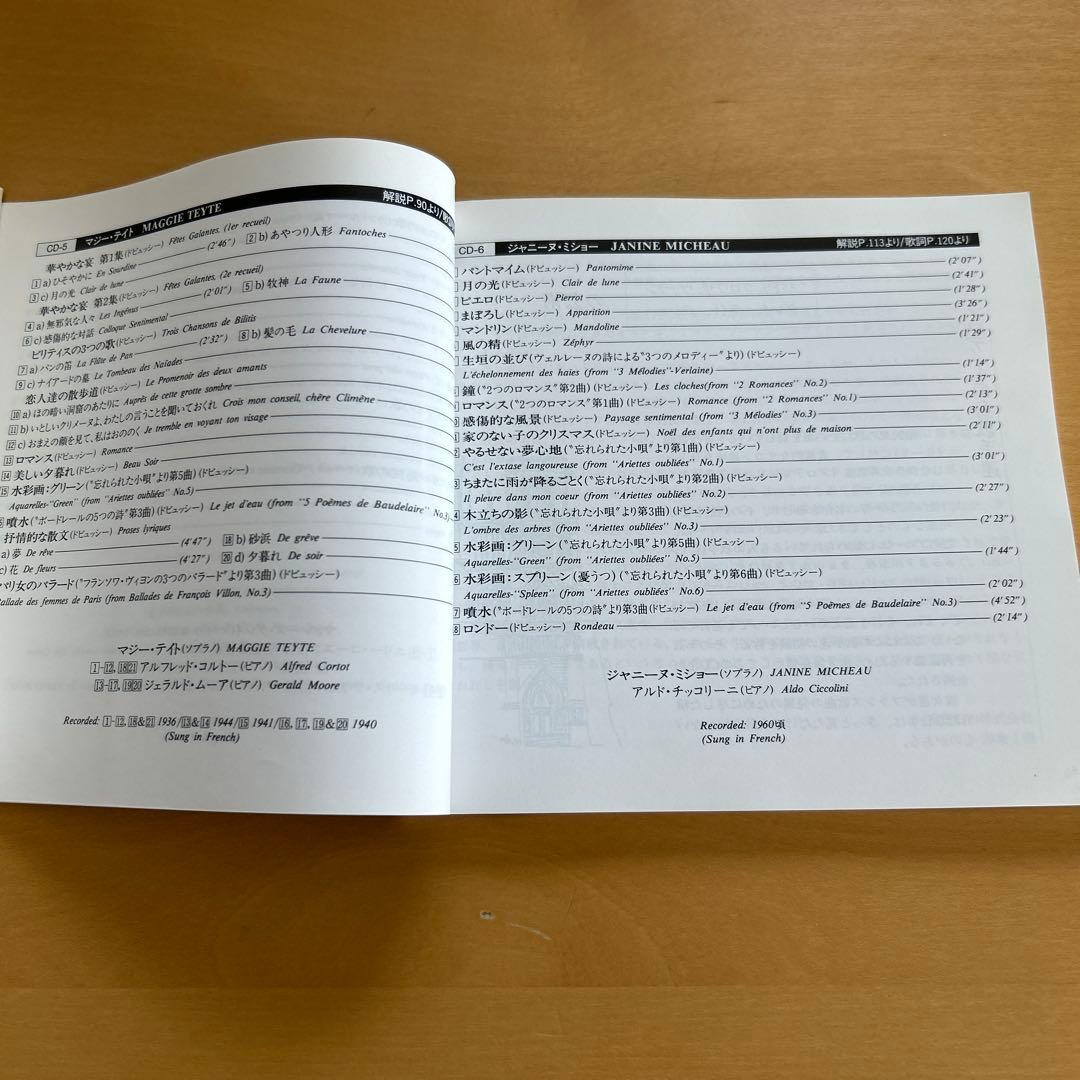 CD-5 マジー・テイト MAGGIE TEYTE 解説P.90より/
華やかな宴 第1集(ドビュッシー) Fêtes Galantes, (1er recueil)
1 a)ひそやかに En Sourdine (2'46") 2 b)あやつり人形 Fantoches
3 c)月の光 Clair de lune
華やかな宴 第2集(ドビュッシー) Fêtes Galantes, (2e recueil)
4 a)無邪気な人々 Les Ingénus (2'01") 5 b)牧神 La Faune
6 c)感傷的な対話 Colloque Sentimental
ビリティスの3つの歌(ドビュッシー) Trois Chansons de Bilitis
7 a)パンの笛 La Flûte de Pan (2'32") 8 b)髪の毛 La Chevelure
9 c)ナイアードの墓 Le Tombeau des Naïades
恋人達の散歩道(ドビュッシー) Le Promenoir des deux amants
10 a)ほの暗い洞窟のあたりに Auprès de cette grotte sombre
11 b)いとしいクリメーヌ、わたしの言うことを聞いておくれ Crois mon conseil, chère Climène
12 c)おまえの顔を見て、私はおののく Je tremble en voyant ton visage
13 ロマンス(ドビュッシー) Romance
14 美しい夕暮れ(ドビュッシー) Beau Soir
15 水彩画:グリーン("忘れられた小唄"より第5曲)(ドビュッシー)
Aquarelles-"Green" (from "Ariettes oubliées" No.5)
6 噴水("ボードレールの5つの詩"第3曲)(ドビュッシー) Le jet d'eau (from "5 Poèmes de Baudelaire" No.3)
抒情的な散文(ドビュッシー) Proses lyriques
a)夢 De rêve (4'47") 18 b)砂浜 De grêve
c)花 De fleurs (4'27") 20 d)夕暮れ De soir
パリ女のバラード("フランソワ・ヴィヨンの3つのバラード"より第3曲)(ドビュッシー)
Ballade des femmes de Paris (from Ballades de François Villon, No.3)
マジー・テイト(ソプラノ) MAGGIE TEYTE
1-12, 18 21 アルフレッド・コルトー(ピアノ) Alfred Cortot
13-17, 19 20 ジェラルド・ムーア(ピアノ) Gerald Moore
Recorded: 1-12, 18 & 21 1936/13 & 14 1944/15 1941/16, 17, 19 & 20 1940
(Sung in French)
CD-6 ジャニーヌ・ミショー JANINE MICHEAU 解説P.113より/歌詞P.120より
パントマイム(ドビュッシー) Pantomime (2'07")
月の光(ドビュッシー) Clair de lune (2'41")
ピエロ(ドビュッシー) Pierrot (1'28")
まぼろし(ドビュッシー) Apparition (3'26")
マンドリン(ドビュッシー) Mandoline (1'21")
風の精(ドビュッシー) Zéphyr (1'29")
生垣の並び(ヴェルレーヌの詩による"3つのメロディー"より)(ドビュッシー)
L'échelonnement des haies (from "3 Mélodies"-Verlaine) (1'14")
鐘("2つのロマンス"第2曲)(ドビュッシー) Les cloches(from "2 Romances" No.2) (1'37")
ロマンス("2つのロマンス"第1曲)(ドビュッシー) Romance (from "2 Romances" No.1) (2'13")
感傷的な風景(ドビュッシー) Paysage sentimental (from "3 Mélodies" No.3) (3'01")
家のない子のクリスマス(ドビュッシー) Noël des enfants qui n'ont plus de maison (2'11")
2 やるせない夢心地("忘れられた小唄"より第1曲)(ドビュッシー)
C'est l'extase langoureuse (from "Ariettes oubliées" No.1) (3'01")
3 ちまたに雨が降るごとく("忘れられた小唄"より第2曲)(ドビュッシー)
Il pleure dans mon coeur (from "Ariettes oubliées" No.2) (2'27")
4 木立ちの影("忘れられた小唄"より第3曲)(ドビュッシー)
L'ombre des arbres (from "Ariettes oubliées" No.3) (2'23")
5 水彩画:グリーン("忘れられた小唄"より第5曲)(ドビュッシー)
Aquarelles-"Green" (from "Ariettes oubliées" No.5) (1'44")
6 水彩画:スプリーン(憂うつ)("忘れられた小唄"より第6曲)(ドビュッシー)
Aquarelles-"Spleen" (from "Ariettes oubliées" No.6) (2'02")
7 噴水("ボードレールの5つの詩"より第3曲)(ドビュッシー) Le jet d'eau (from "5 Poèmes de Baudelaire" No.3) (4'52")
8 ロンドー(ドビュッシー) Rondeau (2'14")
ジャニーヌ・ミショー(ソプラノ) JANINE MICHEAU
アルド・チッコリーニ(ピアノ) Aldo Ciccolini
Recorded: 1960頃
(Sung in French)